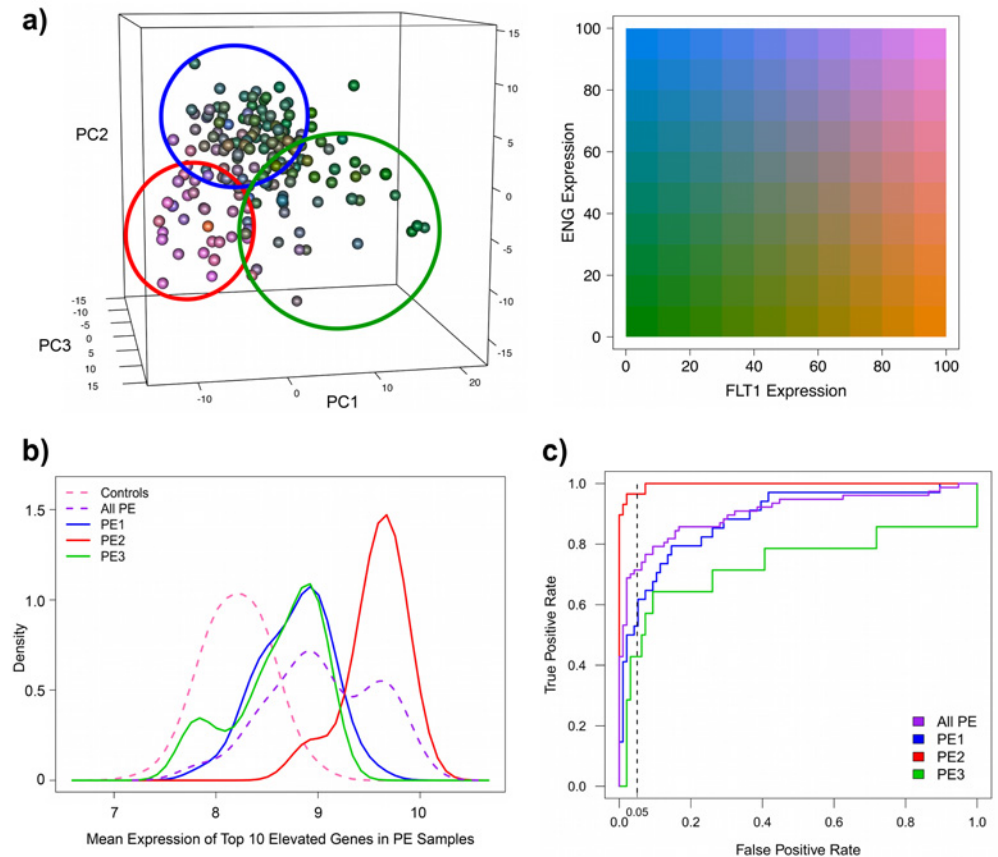 a)
PC2
15
10
5
0
-5
-10
-15
-15
-10
-5
0
5
10
15
PC3
-10
0
10
20
PC1
100
80
60
40
20
0
ENG Expression
0
20
40
60
80
100
FLT1 Expression
b)
Controls
All PE
PE1
PE2
PE3
1.5
1.0
0.5
0
Density
7
8
9
10
Mean Expression of Top 10 Elevated Genes in PE Samples
c)
1.0
0.8
0.6
0.4
0.2
0.0
True Positive Rate
All PE
PE1
PE2
PE3
0.0
0.05
0.2
0.4
0.6
0.8
1.0
False Positive Rate